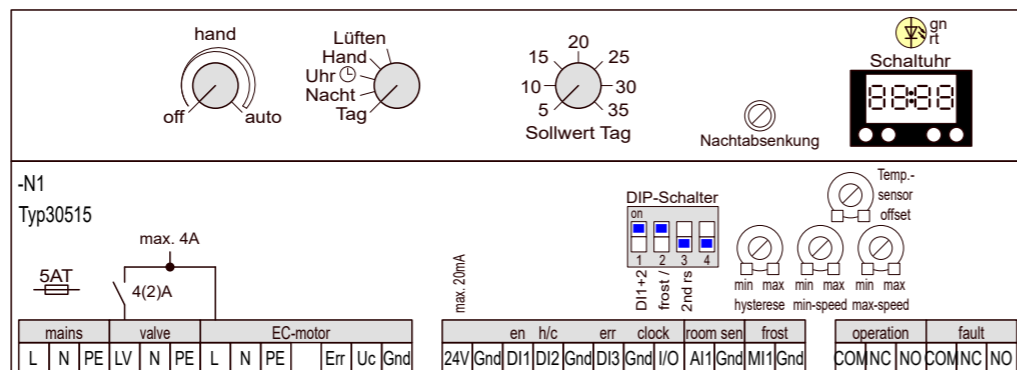 hand
off
auto
Lüften
Hand
Uhr
Nacht
Tag
5
10
15
20
25
30
35
Sollwert Tag
Nachtabsenkung
gn
rt
Schaltuhr
88:88
-N1
Typ30515
5AT
max. 4A
4(2)A
max. 20mA
DIP-Schalter
on
1 2 3 4
DI1+2
frost /
2nd rs
Temp.-
sensor
offset
min max
hysterese
min max
min-speed
min max
max-speed
mains valve EC-motor
L N PE LV N PE L N PE Err Uc Gnd
en h/c err clock room sen frost
24V Gnd DI1 DI2 Gnd DI3 Gnd I/O AI1 Gnd MI1 Gnd
operation fault
COM NC NO COM NC NO